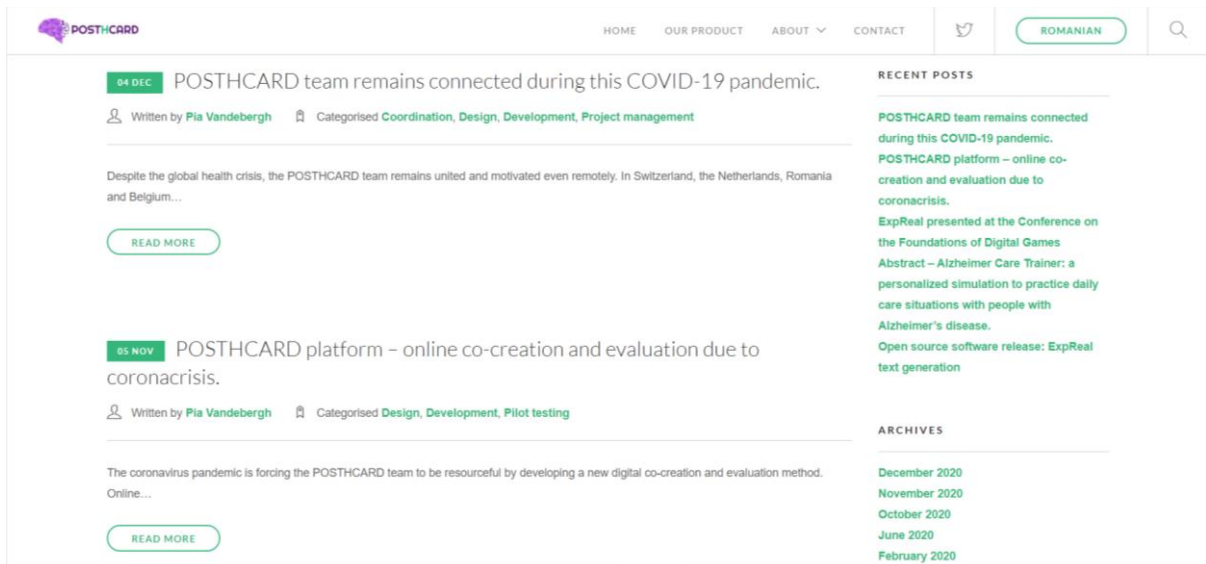 POSTHCARD
HOME OUR PRODUCT ABOUT CONTACT ROMANIAN
04 DEC POSTHCARD team remains connected during this COVID-19 pandemic.
Written by Pia Vandebergh Categorised Coordination, Design, Development, Project management
Despite the global health crisis, the POSTHCARD team remains united and motivated even remotely. In Switzerland, the Netherlands, Romania
and Belgium…
READ MORE
05 NOV POSTHCARD platform – online co-creation and evaluation due to
coronacrisis.
Written by Pia Vandebergh Categorised Design, Development, Pilot testing
The coronavirus pandemic is forcing the POSTHCARD team to be resourceful by developing a new digital co-creation and evaluation method.
Online…
READ MORE
RECENT POSTS
POSTHCARD team remains connected
during this COVID-19 pandemic.
POSTHCARD platform – online co-
creation and evaluation due to
coronacrisis.
ExpReal presented at the Conference on
the Foundations of Digital Games
Abstract – Alzheimer Care Trainer: a
personalized simulation to practice daily
care situations with people with
Alzheimer's disease.
Open source software release: ExpReal
text generation
ARCHIVES
December 2020
November 2020
October 2020
June 2020
February 2020